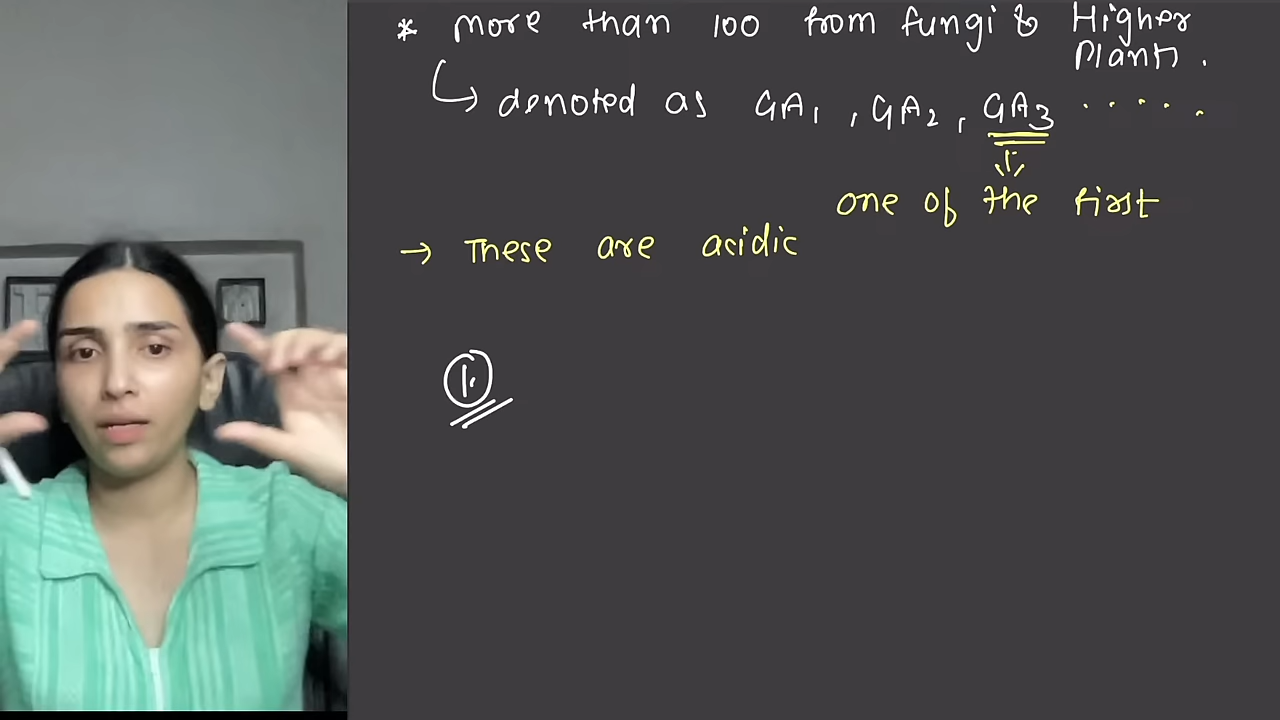 * more than 100 from fungi & Higher
Plants.
↳ denoted as GA1, GA2, GA3 .....
one of the first
→ These are acidic
1.